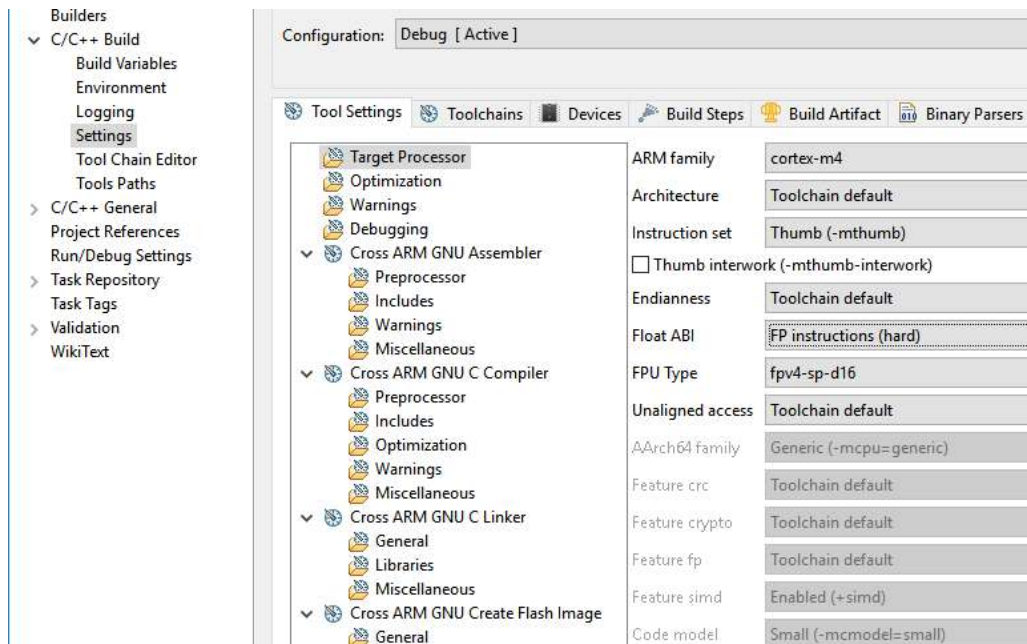 Builders
C/C++ Build
Build Variables
Environment
Logging
Settings
Tool Chain Editor
Tools Paths
C/C++ General
Project References
Run/Debug Settings
Task Repository
Task Tags
Validation
WikiText
Configuration: Debug [ Active ]
Tool Settings Toolchains Devices Build Steps Build Artifact Binary Parsers
Target Processor
Optimization
Warnings
Debugging
Cross ARM GNU Assembler
Preprocessor
Includes
Warnings
Miscellaneous
Cross ARM GNU C Compiler
Preprocessor
Includes
Optimization
Warnings
Miscellaneous
Cross ARM GNU C Linker
General
Libraries
Miscellaneous
Cross ARM GNU Create Flash Image
General
ARM family cortex-m4
Architecture Toolchain default
Instruction set Thumb (-mthumb)
Thumb interwork (-mthumb-interwork)
Endianness Toolchain default
Float ABI FP instructions (hard)
FPU Type fpv4-sp-d16
Unaligned access Toolchain default
AArch64 family Generic (-mcpu=generic)
Feature crc Toolchain default
Feature crypto Toolchain default
Feature fp Toolchain default
Feature simd Enabled (+simd)
Code model Small (-mcmodel=small)